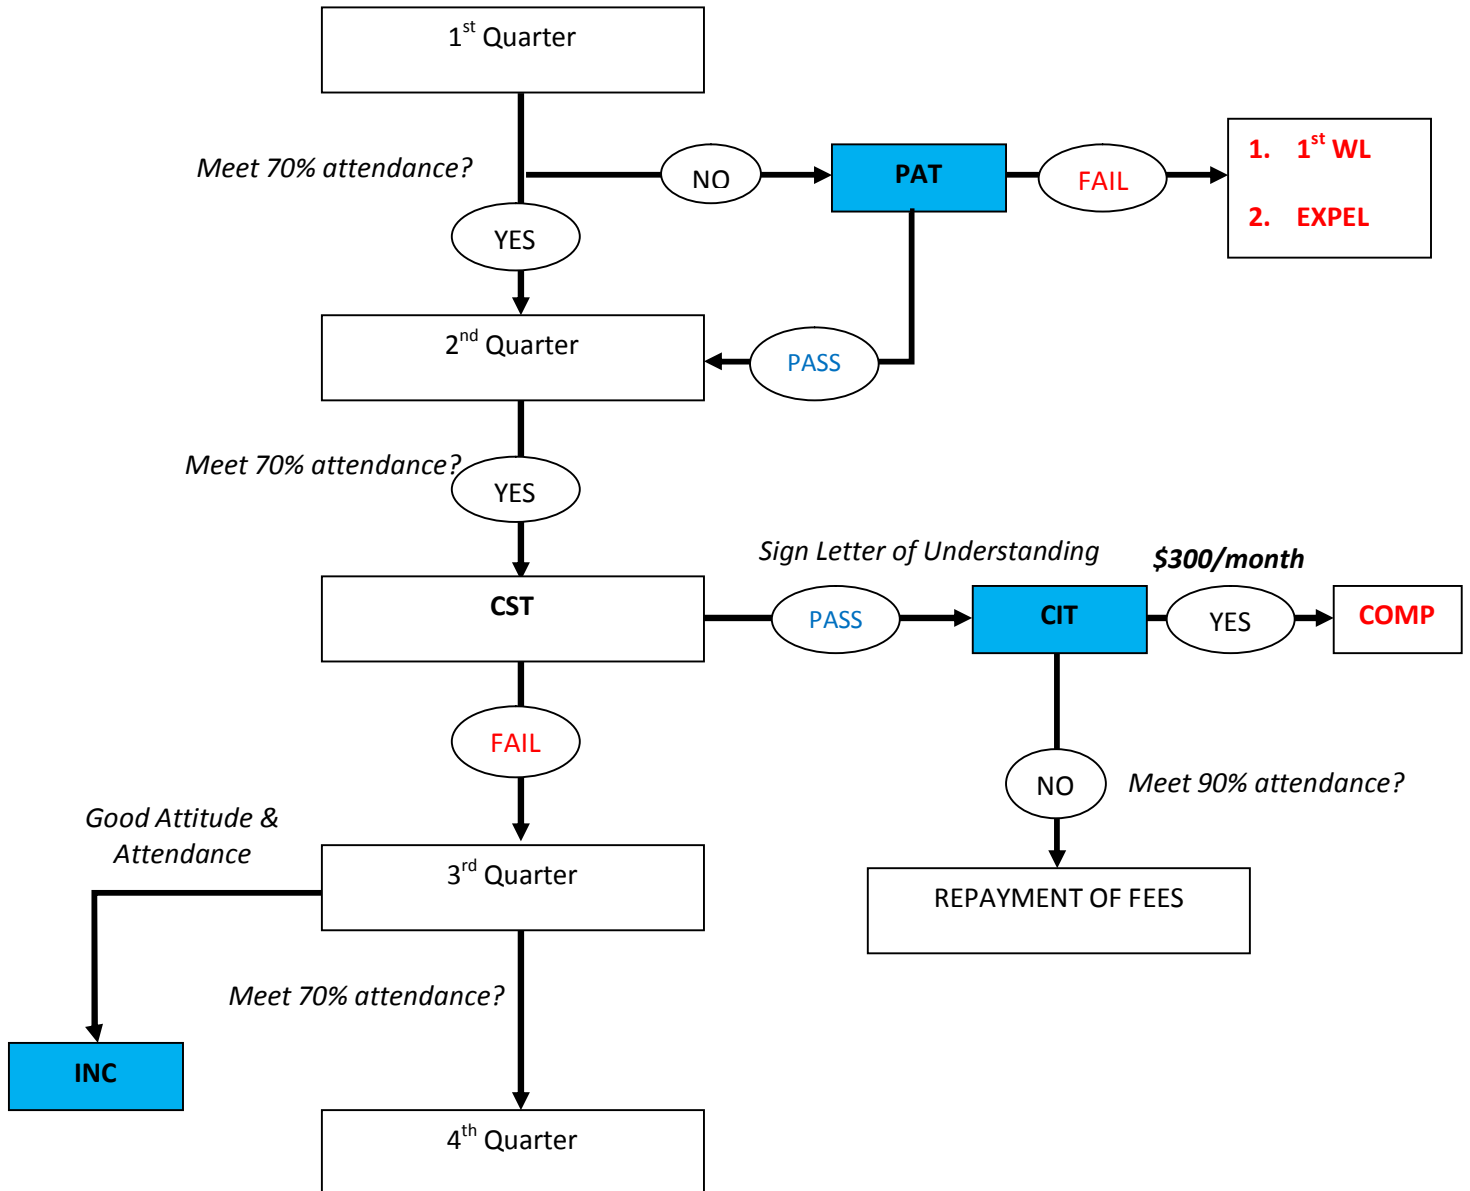 1st Quarter
Meet 70% attendance?
NO
PAT
FAIL
1. 1st WL
2. EXPEL
YES
2nd Quarter
PASS
Meet 70% attendance?
YES
Sign Letter of Understanding
$300/month
CST
PASS
CIT
YES
COMP
FAIL
NO
Meet 90% attendance?
Good Attitude &
Attendance
3rd Quarter
REPAYMENT OF FEES
Meet 70% attendance?
INC
4th Quarter